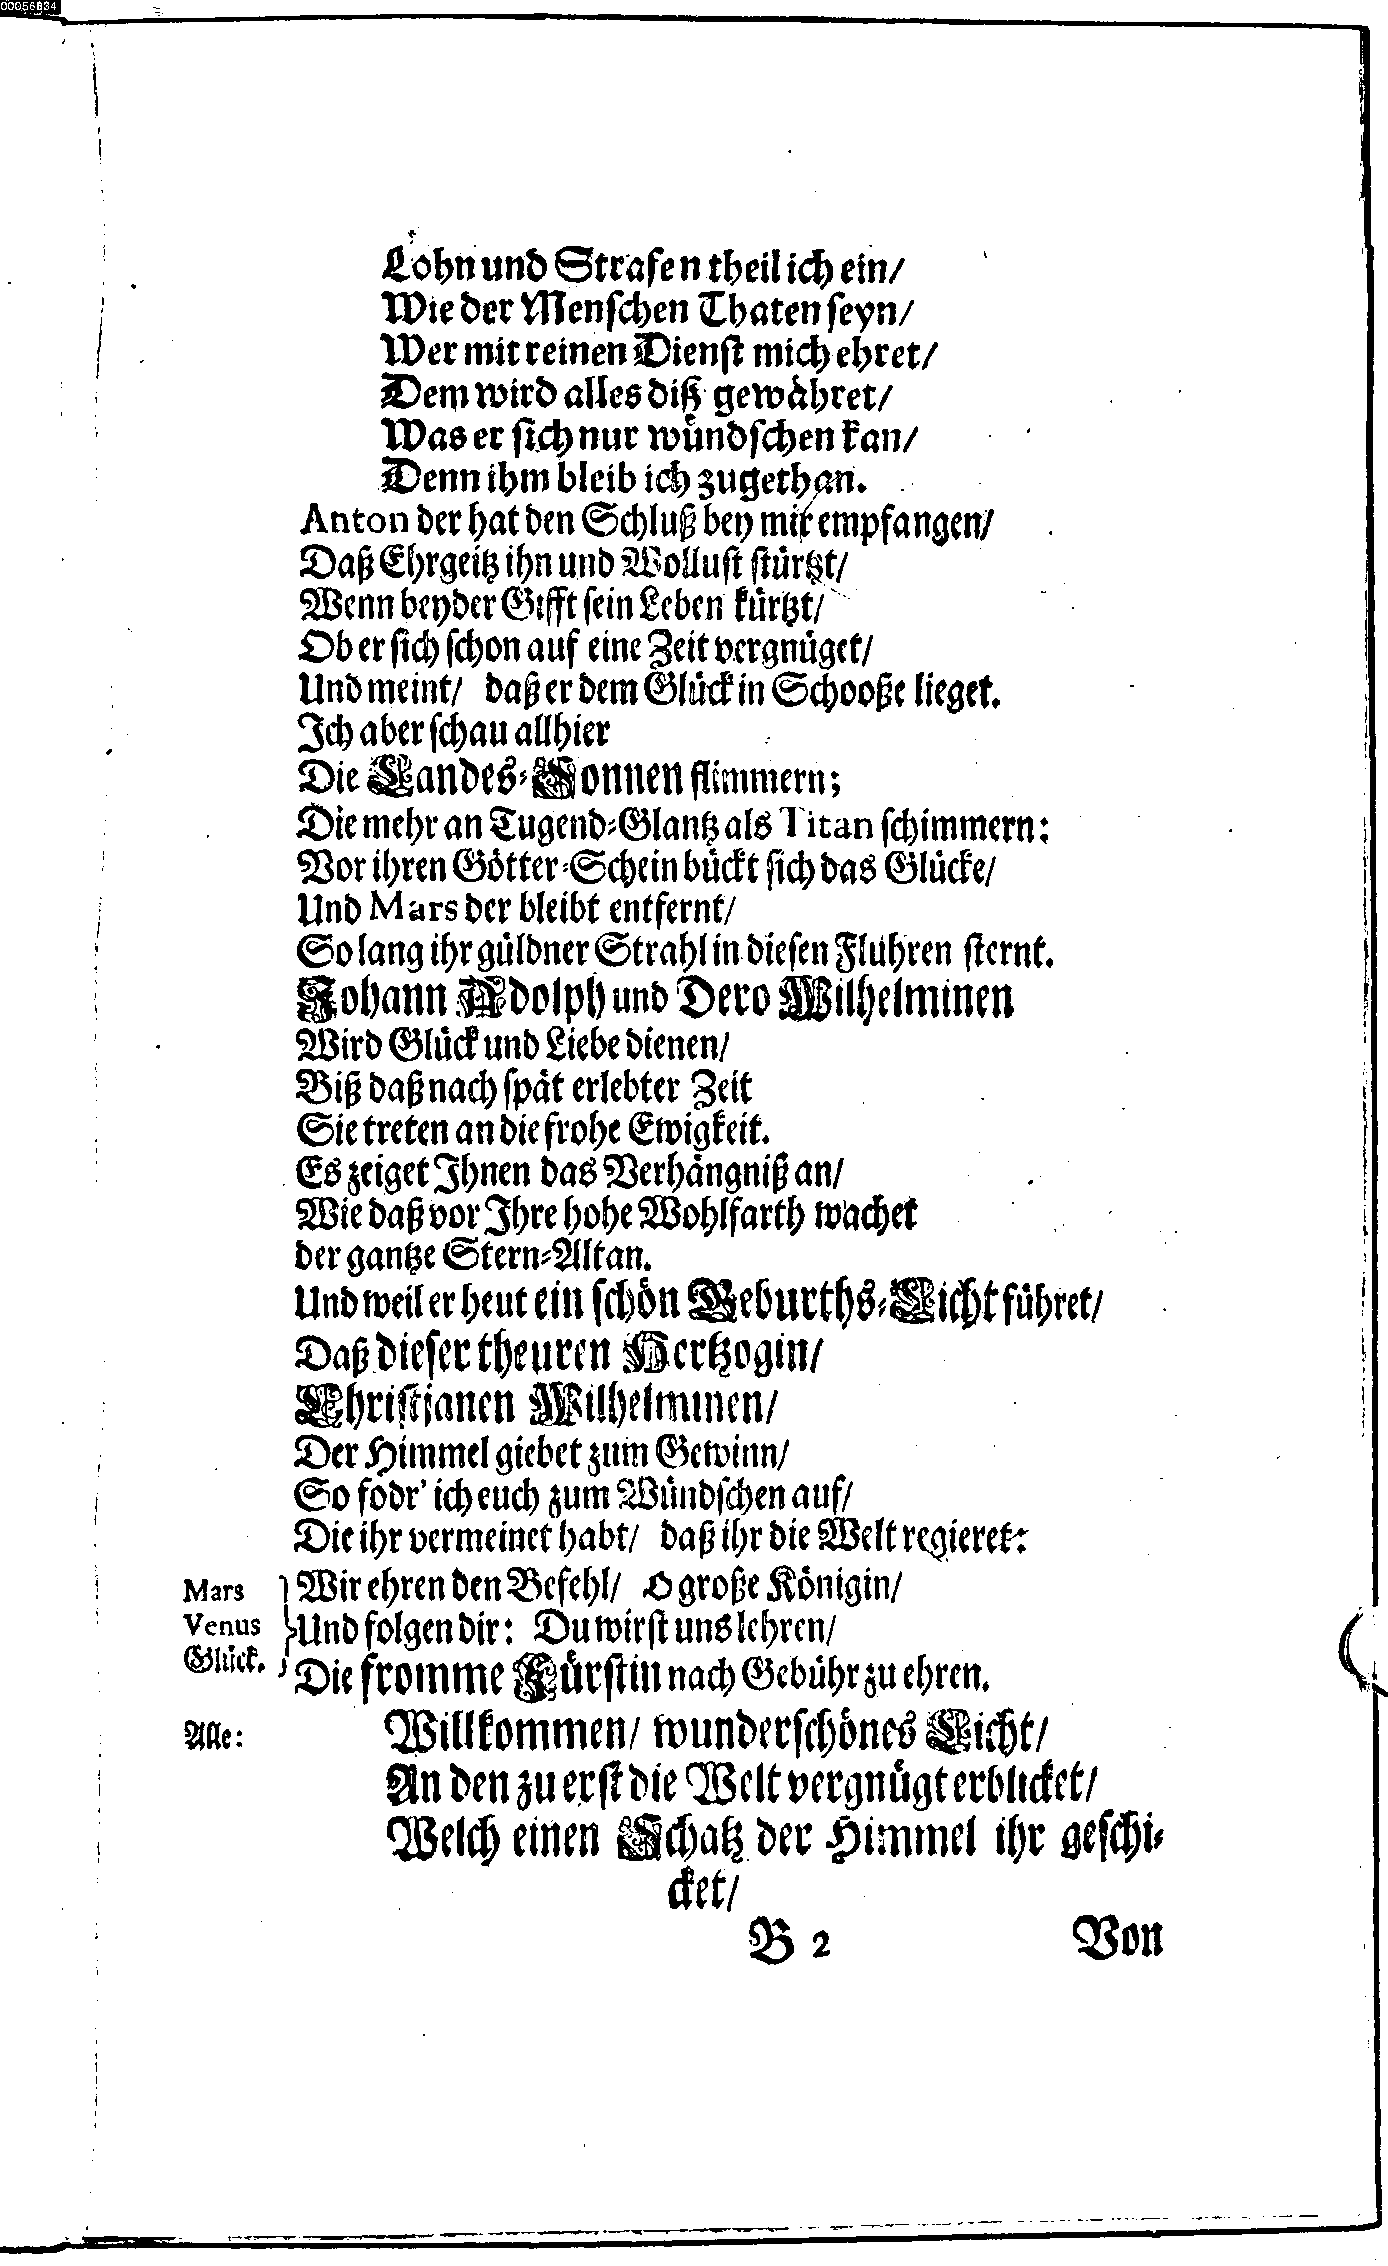 00056834
Lohn und Strafen theil ich ein/
Wie der Menschen Thaten seyn/
Wer mit reinen Dienst mich ehret/
Dem wird alles diß gewähret/
Was er sich nur wündschen kan/
Denn ihm bleib ich zugethan.
Anton der hat den Schluß bey mir empfangen/
Daß Ehrgeitz ihn und Wollust stürtzt/
Wenn beyder Gifft sein Leben kürtzt/
Ob er sich schon auf eine Zeit vergnüget/
Und meint/ daß er dem Glück in Schooße lieget.
Ich aber schau allhier
Die Landes-Sonnen flimmern;
Die mehr an Tugend-Glantz als Titan schimmern:
Vor ihren Götter-Schein bückt sich das Glücke/
Und Mars der bleibt entfernt/
So lang ihr güldner Strahl in diesen Fluhren sternt.
Johann Adolph und Dero Wilhelminen
Wird Glück und Liebe dienen/
Biß daß nach spät erlebter Zeit
Sie treten an die frohe Ewigkeit.
Es zeiget Ihnen das Verhängniß an/
Wie daß vor Ihre hohe Wohlfarth wachet
der gantze Stern-Altan.
Und weil er heut ein schön Geburths-Licht führet/
Daß dieser theuren Hertzogin/
Christianen Wilhelminen/
Der Himmel giebet zum Gewinn/
So fodr' ich euch zum Wündschen auf/
Die ihr vermeinet habt/ daß ihr die Welt regieret:
Mars } Wir ehren den Befehl/ O große Königin/
Venus } Und folgen dir: Du wirst uns lehren/
Glück. } Die fromme Fürstin nach Gebühr zu ehren.
Alle: Willkommen/ wunderschönes Licht/
An den zu erst die Welt vergnügt erblicket/
Welch einen Schatz der Himmel ihr geschi-
cket/
B 2 Von